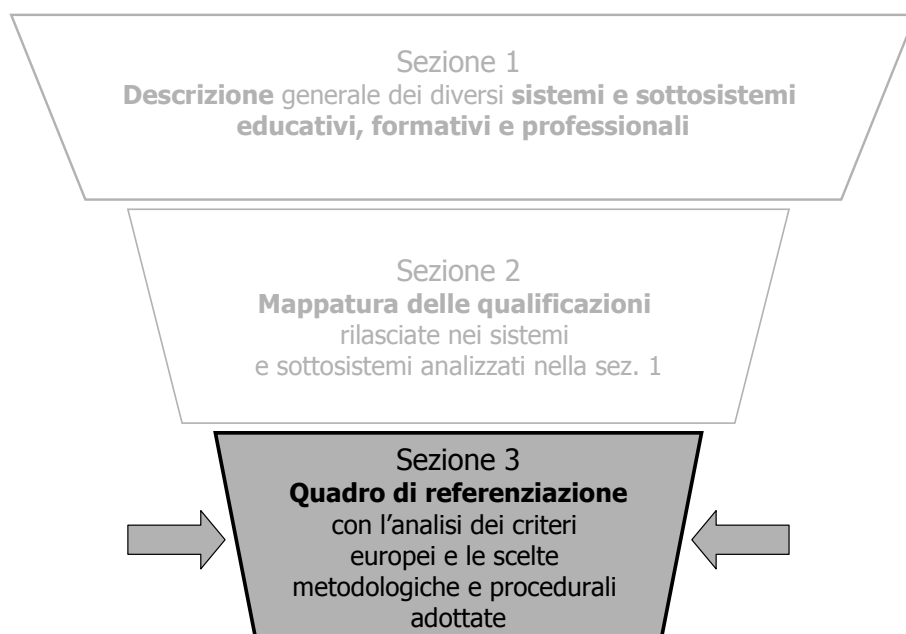 Sezione 1
Descrizione generale dei diversi sistemi e sottosistemi
educativi, formativi e professionali
Sezione 2
Mappatura delle qualificazioni
rilasciate nei sistemi
e sottosistemi analizzati nella sez. 1
Sezione 3
Quadro di referenziazione
con l’analisi dei criteri
europei e le scelte
metodologiche e procedurali
adottate